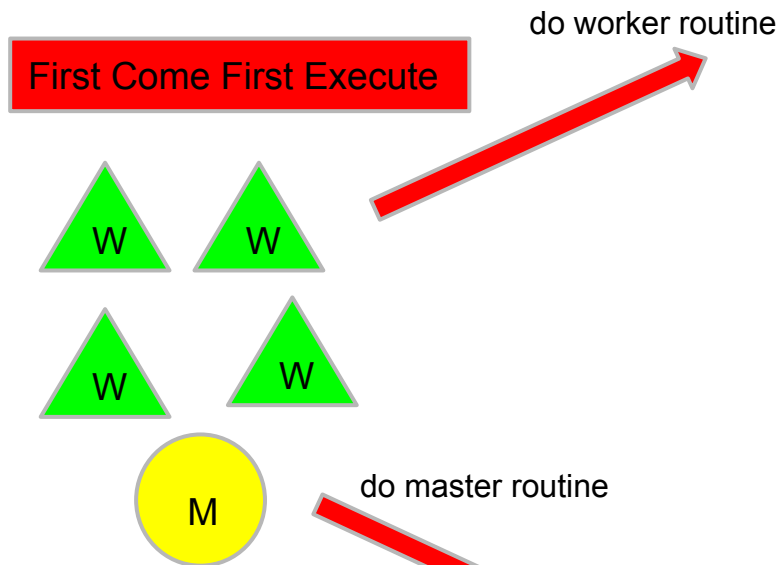 do worker routine
First Come First Execute
W W
W W
do master routine
M